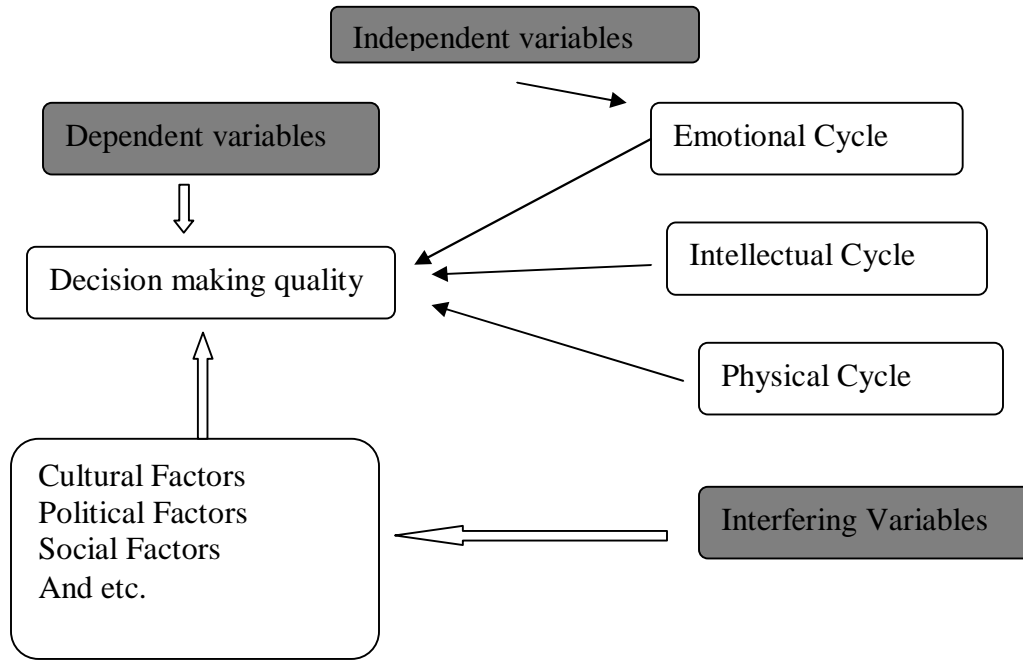 Independent variables
Dependent variables
Emotional Cycle
Decision making quality
Intellectual Cycle
Physical Cycle
Cultural Factors
Political Factors
Social Factors
And etc.
Interfering Variables